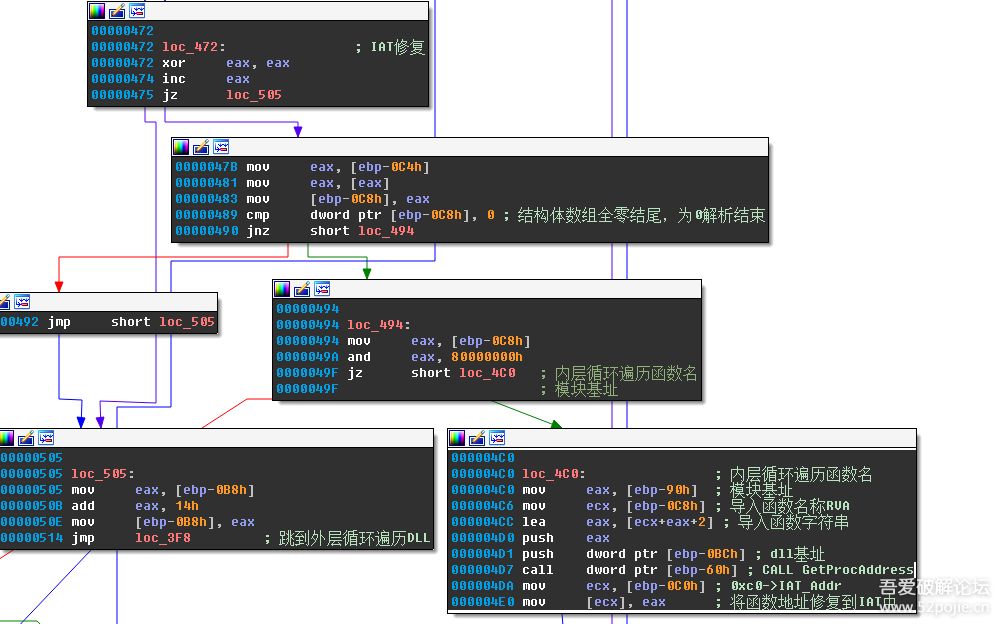 00000472
00000472 loc_472: ; IAT修复
00000472 xor eax, eax
00000474 inc eax
00000475 jz loc_505
0000047B mov eax, [ebp-0C4h]
00000481 mov eax, [eax]
00000483 mov [ebp-0C8h], eax
00000489 cmp dword ptr [ebp-0C8h], 0 ; 结构体数组全零结尾，为0解析结束
00000490 jnz short loc_494
00492 jmp short loc_505
00000494
00000494 loc_494:
00000494 mov eax, [ebp-0C8h]
0000049A and eax, 80000000h
0000049F jz short loc_4C0 ; 内层循环遍历函数名
0000049F ; 模块基址
00000505
00000505 loc_505:
00000505 mov eax, [ebp-0B8h]
0000050B add eax, 14h
0000050E mov [ebp-0B8h], eax
00000514 jmp loc_3F8 ; 跳到外层循环遍历DLL
000004C0
000004C0 loc_4C0: ; 内层循环遍历函数名
000004C0 mov eax, [ebp-90h] ; 模块基址
000004C6 mov ecx, [ebp-0C8h] ; 导入函数名称RVA
000004CC lea eax, [ecx+eax+2] ; 导入函数字符串
000004D0 push eax
000004D1 push dword ptr [ebp-0BCh] ; dll基址
000004D7 call dword ptr [ebp-60h] ; CALL GetProcAddress
000004DA mov ecx, [ebp-0C0h] ; 0xc0->IAT_Addr
000004E0 mov [ecx], eax ; 将函数地址修复到IAT中
吾爱破解论坛
www.52pojie.cn